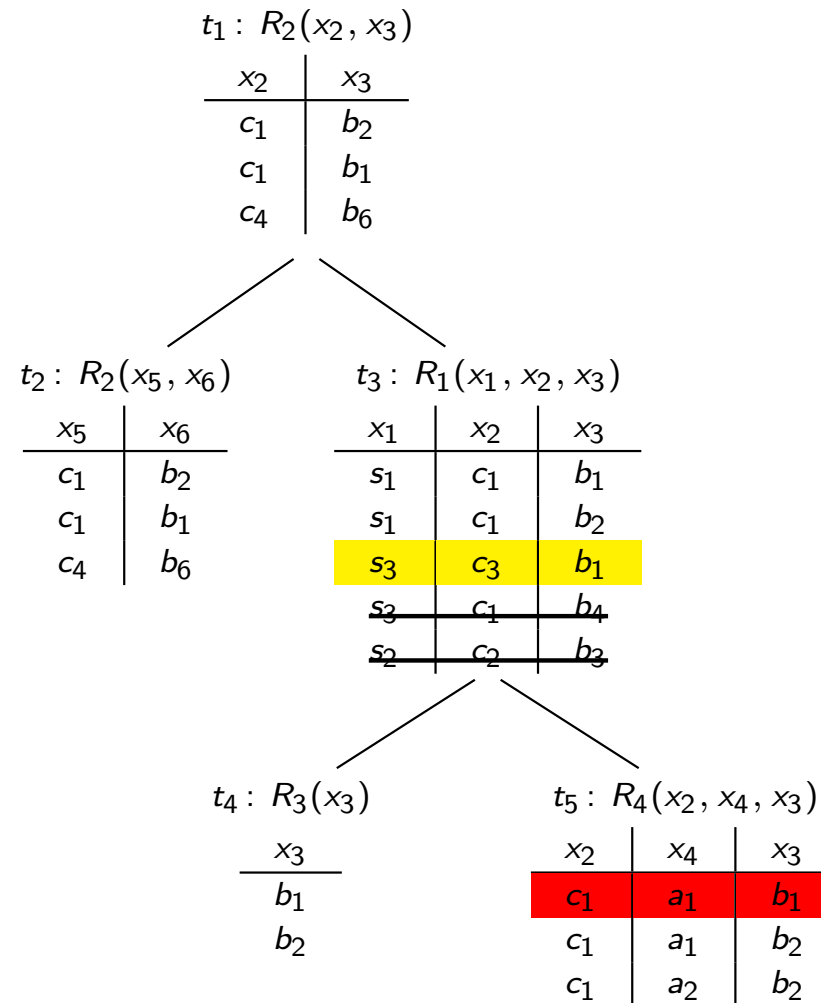 t₁ : R₂(x₂, x₃)
x₂ x₃
c₁ b₂
c₁ b₁
c₄ b₆
t₂ : R₂(x₅, x₆)
x₅ x₆
c₁ b₂
c₁ b₁
c₄ b₆
t₃ : R₁(x₁, x₂, x₃)
x₁ x₂ x₃
s₁ c₁ b₁
s₁ c₁ b₂
s₃ c₃ b₁
s₃ c₁ b₄
s₂ c₂ b₃
t₄ : R₃(x₃)
x₃
b₁
b₂
t₅ : R₄(x₂, x₄, x₃)
x₂ x₄ x₃
c₁ a₁ b₁
c₁ a₁ b₂
c₁ a₂ b₂